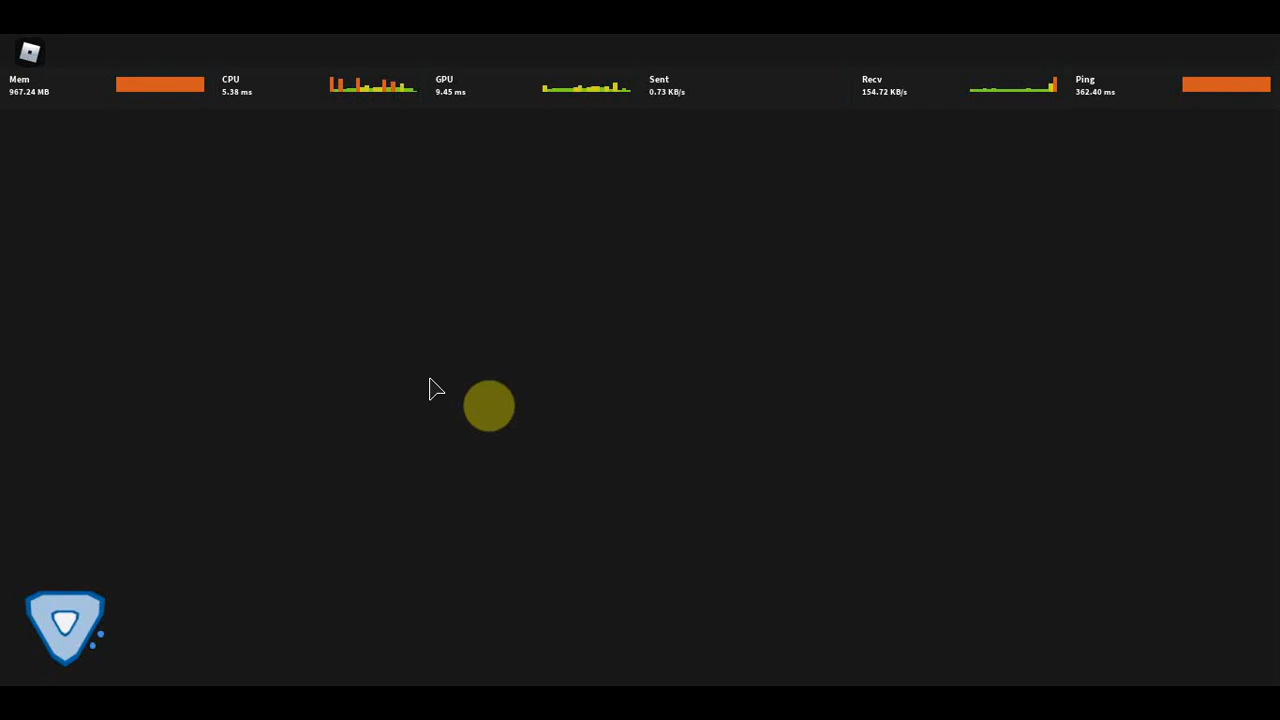 Mem
967.24 MB
CPU
5.38 ms
GPU
9.45 ms
Sent
0.73 KB/s
Recv
154.72 KB/s
Ping
362.40 ms